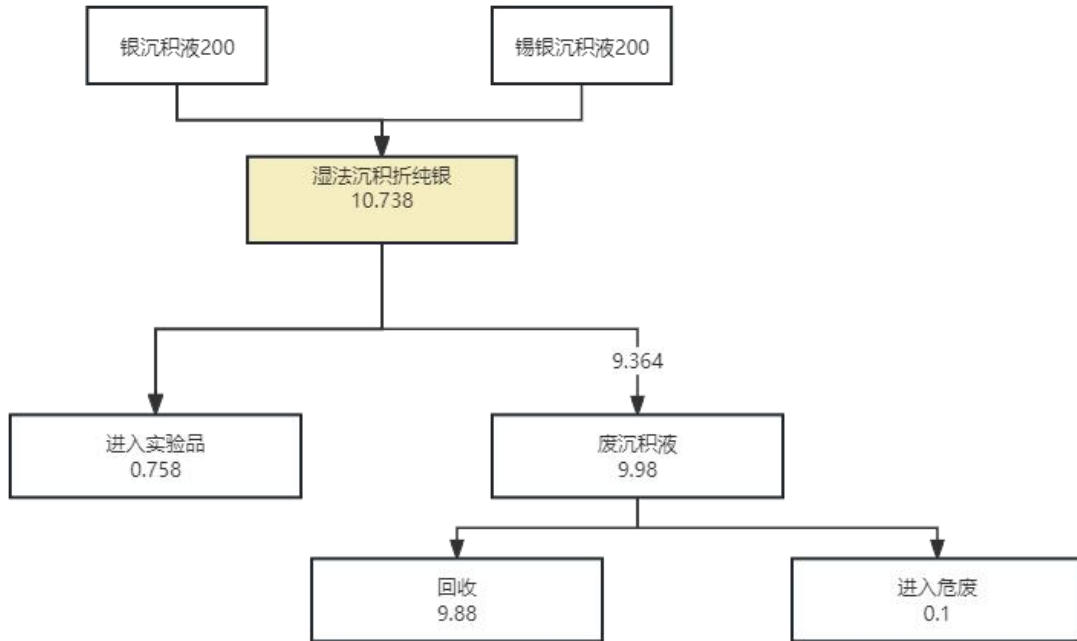 银沉积液200
锡银沉积液200
湿法沉积折纯银
10.738
9.364
进入实验品
0.758
废沉积液
9.98
回收
9.88
进入危废
0.1